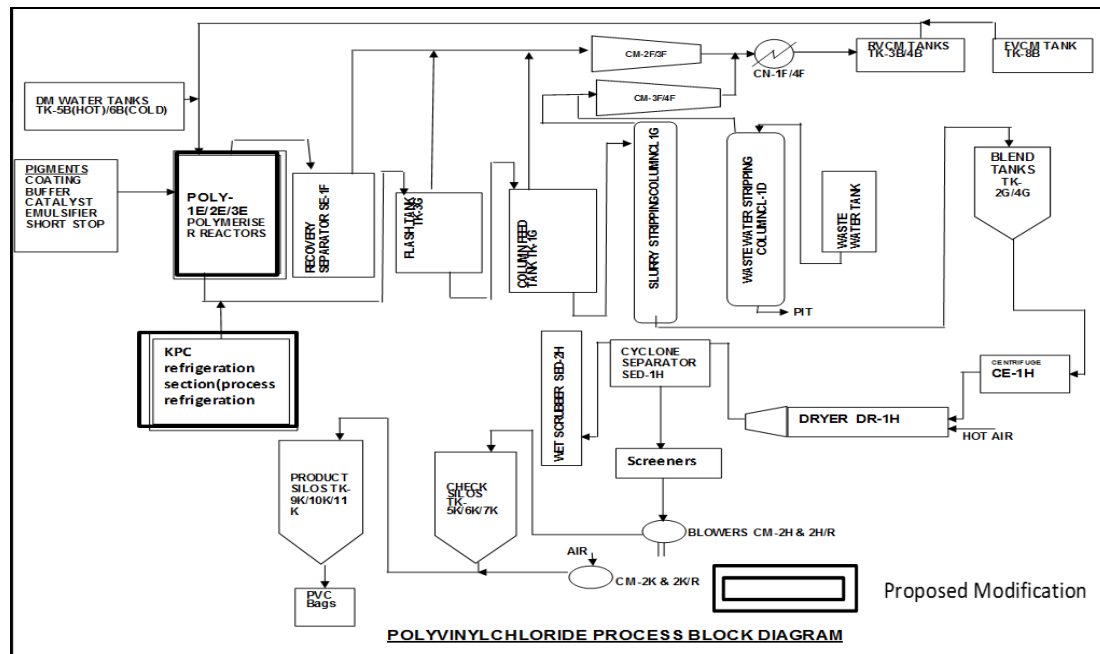 CM-2F/3F
CN-1F/4F
RVCM TANKS
TK-3B/4B
FVCM TANK
TK-8B
DM WATER TANKS
TK-5B(HOT)/6B(COLD)
CM-3F/4F
PIGMENTS
COATING
BUFFER
CATALYST
EMULSIFIER
SHORT STOP
POLY-
1E/2E/3E
POLYMERISE
R REACTORS
RECOVERY
SEPARATOR SE-1F
FLASH TANK
TK-3G
COLUMN FEED
TANK TK-1G
SLURRY STRIPPING COLUMNCL 1G
WASTE WATER STRIPPING
COLUMNCL-1D
WASTE
WATER TANK
BLEND
TANKS
TK-
2G/4G
PIT
KPC
refrigeration
section(process
refrigeration
WET SCRUBBER SED-2H
CYCLONE
SEPARATOR
SED-1H
CENTRIFUGE
CE-1H
DRYER DR-1H
HOT AIR
Screeners
PRODUCT
SILOS TK-
9K/10K/11
K
CHECK
SILOS
TK-
5K/6K/7K
BLOWERS CM-2H & 2H/R
AIR
CM-2K & 2K/R
PVC
Bags
Proposed Modification
POLYVINYLCHLORIDE PROCESS BLOCK DIAGRAM